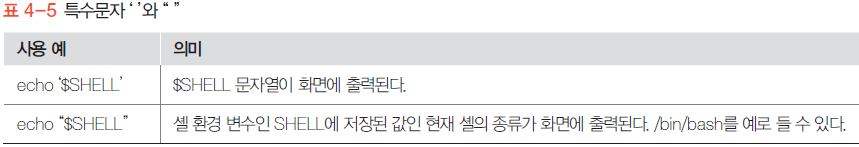 표 4-5 특수문자 ‘ ’와 “ ”
사용 예 의미
echo ‘$SHELL’ $SHELL 문자열이 화면에 출력된다.
echo “$SHELL” 셸 환경 변수인 SHELL에 저장된 값인 현재 셸의 종류가 화면에 출력된다. /bin/bash를 예로 들 수 있다.